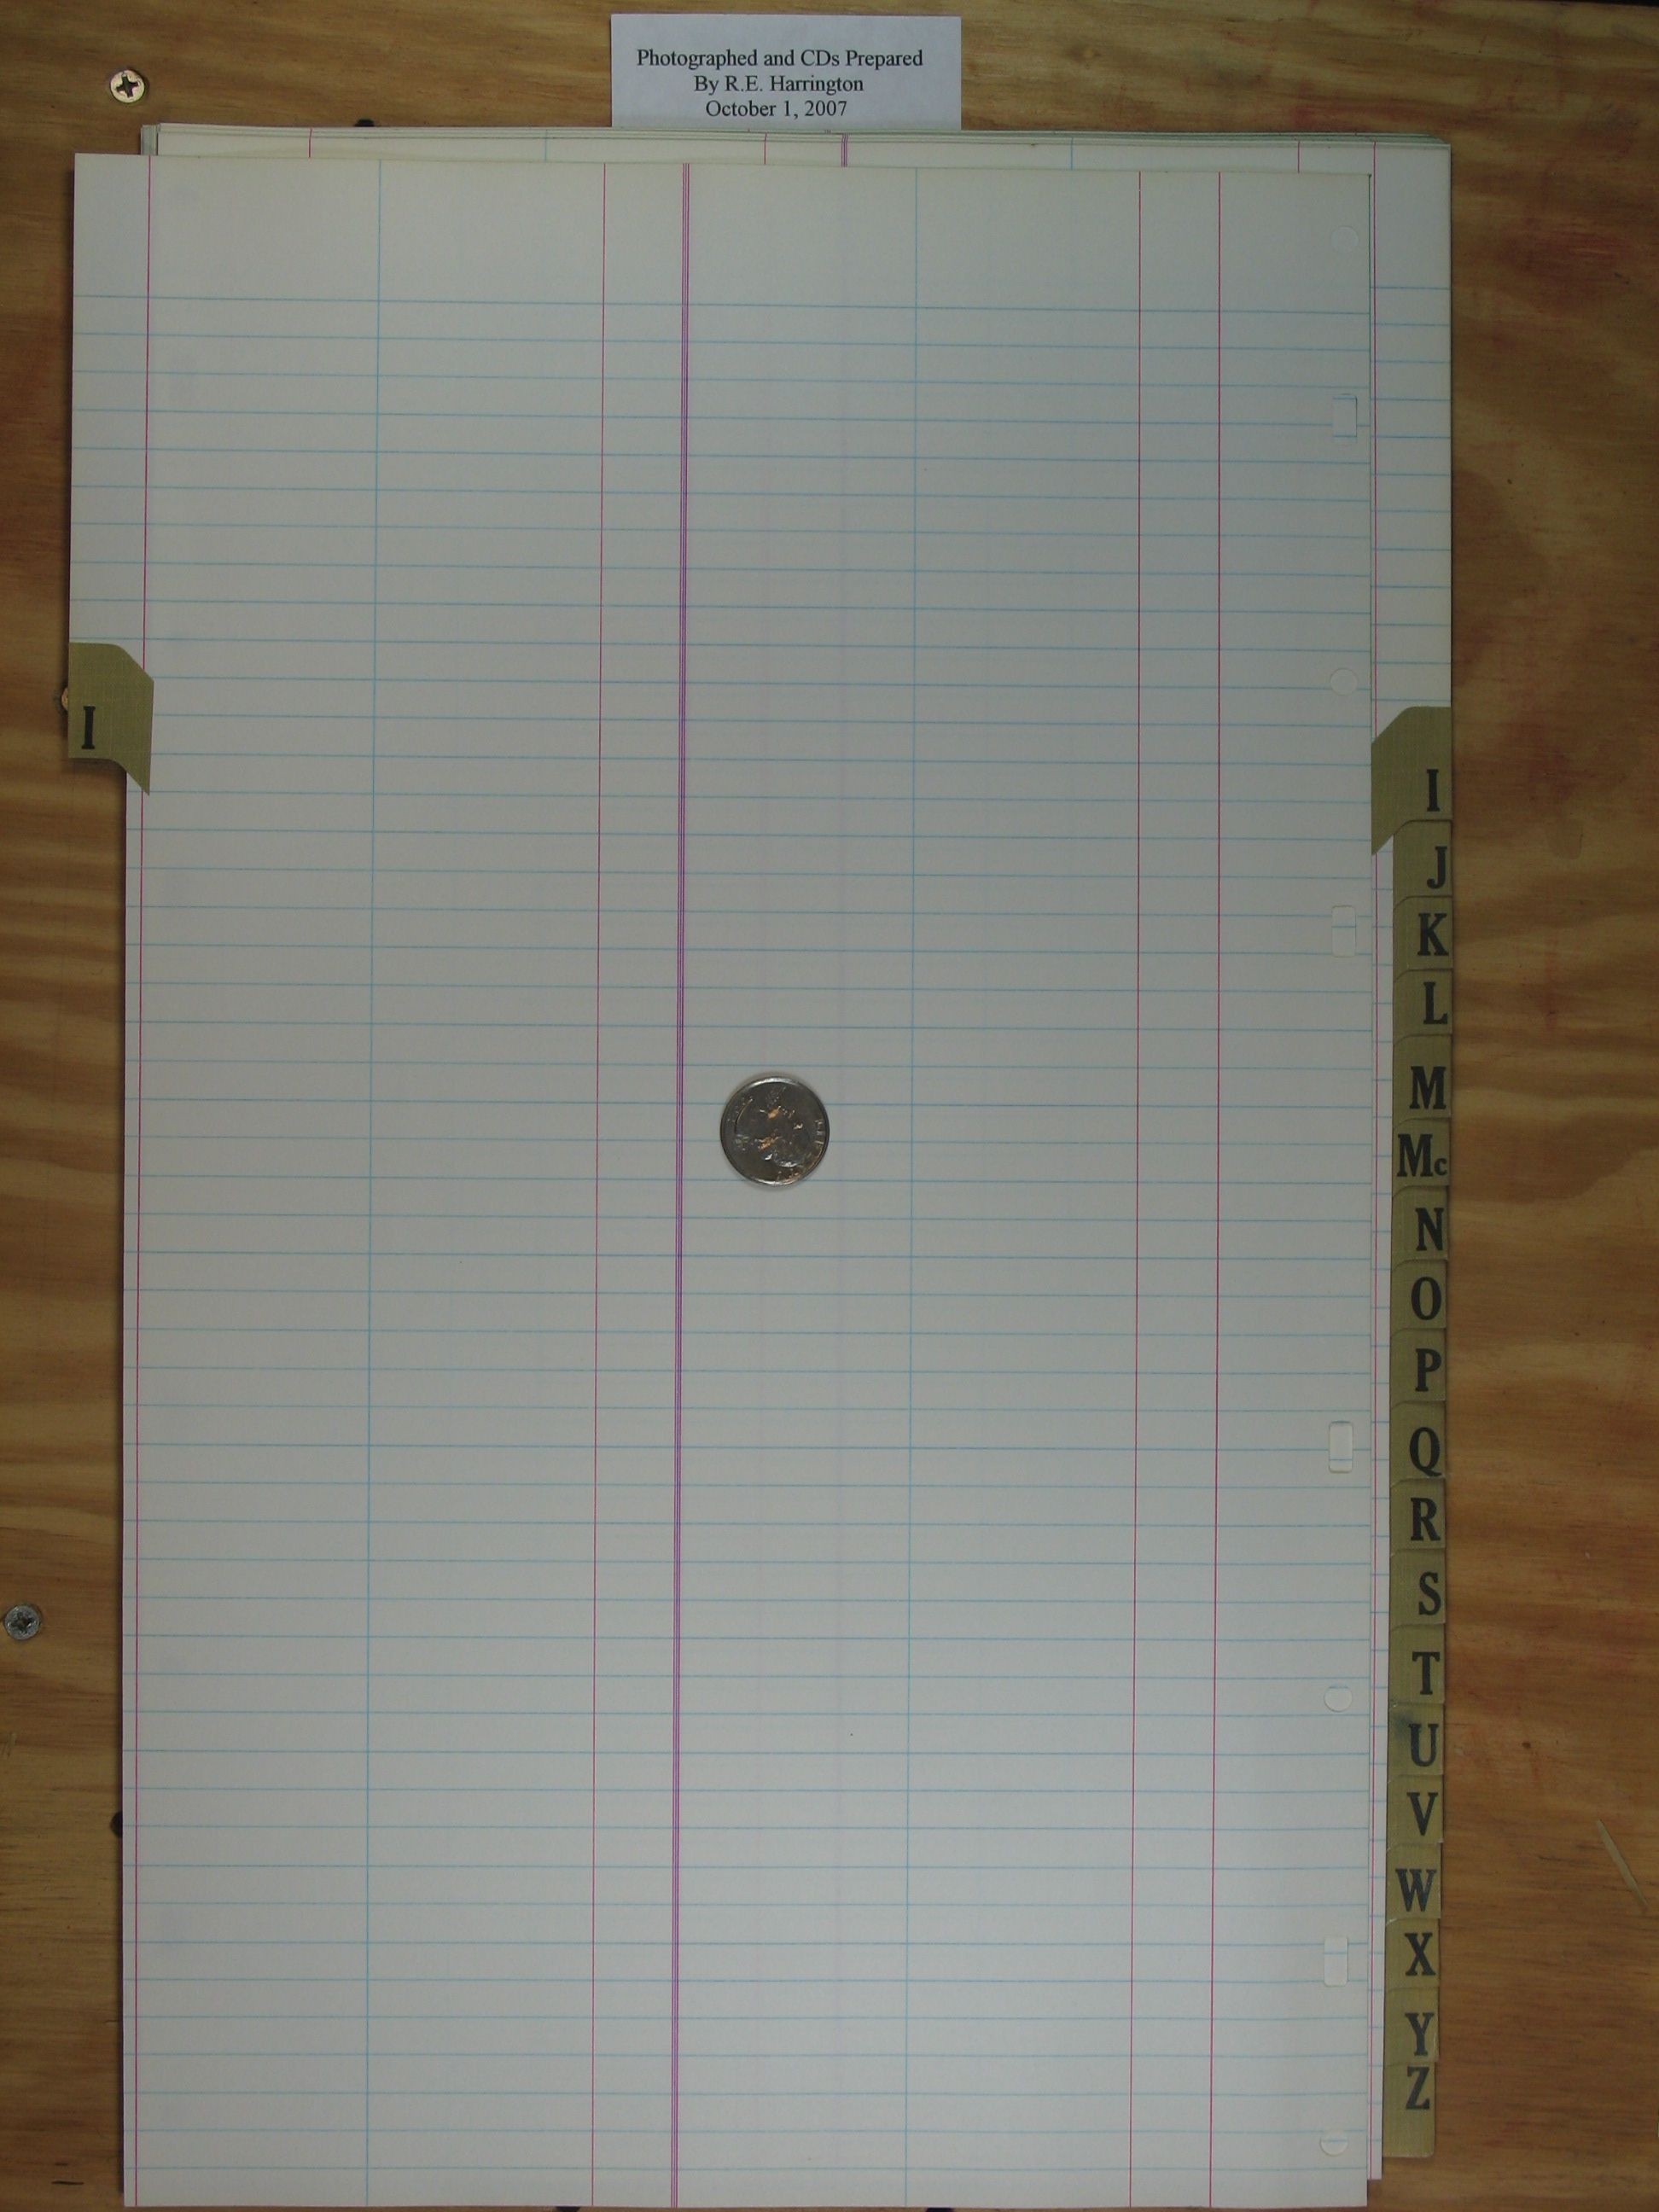 Photographed and CDs Prepared
By R.E. Harrington
October 1, 2007
I
I
J
K
L
M
Mc
N
O
P
Q
R
S
T
U
V
W
X
Y
Z